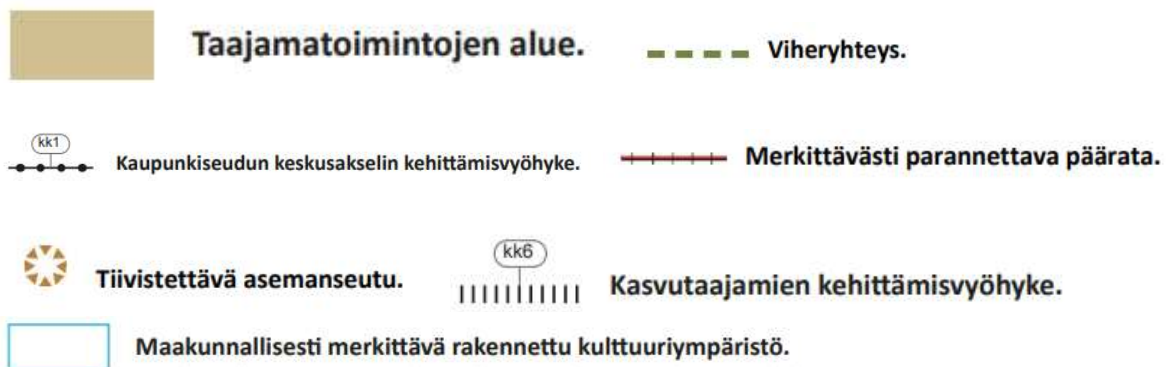 Taajamatoimintojen alue.
Viheryhteys.
kk1
Kaupunkiseudun keskusakselin kehittämisvyöhyke.
Merkittävästi parannettava päärata.
Tiivistettävä asemanseutu.
kk6
Kasvutaajamien kehittämisvyöhyke.
Maakunnallisesti merkittävä rakennettu kulttuuriympäristö.